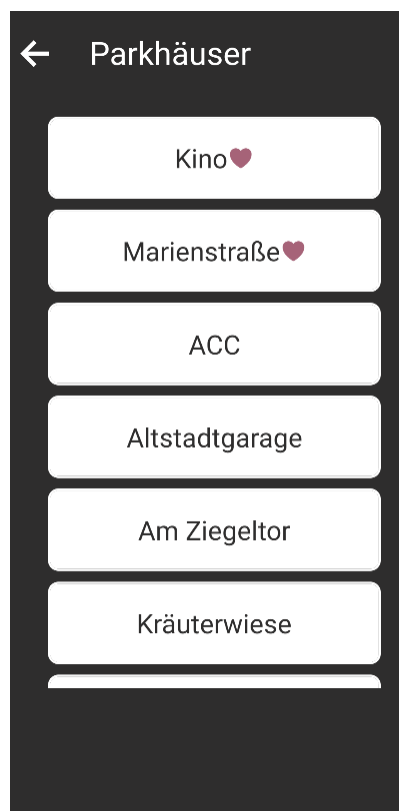 Parkhäuser
Kino♥
Marienstraße♥
ACC
Altstadtgarage
Am Ziegeltor
Kräuterwiese